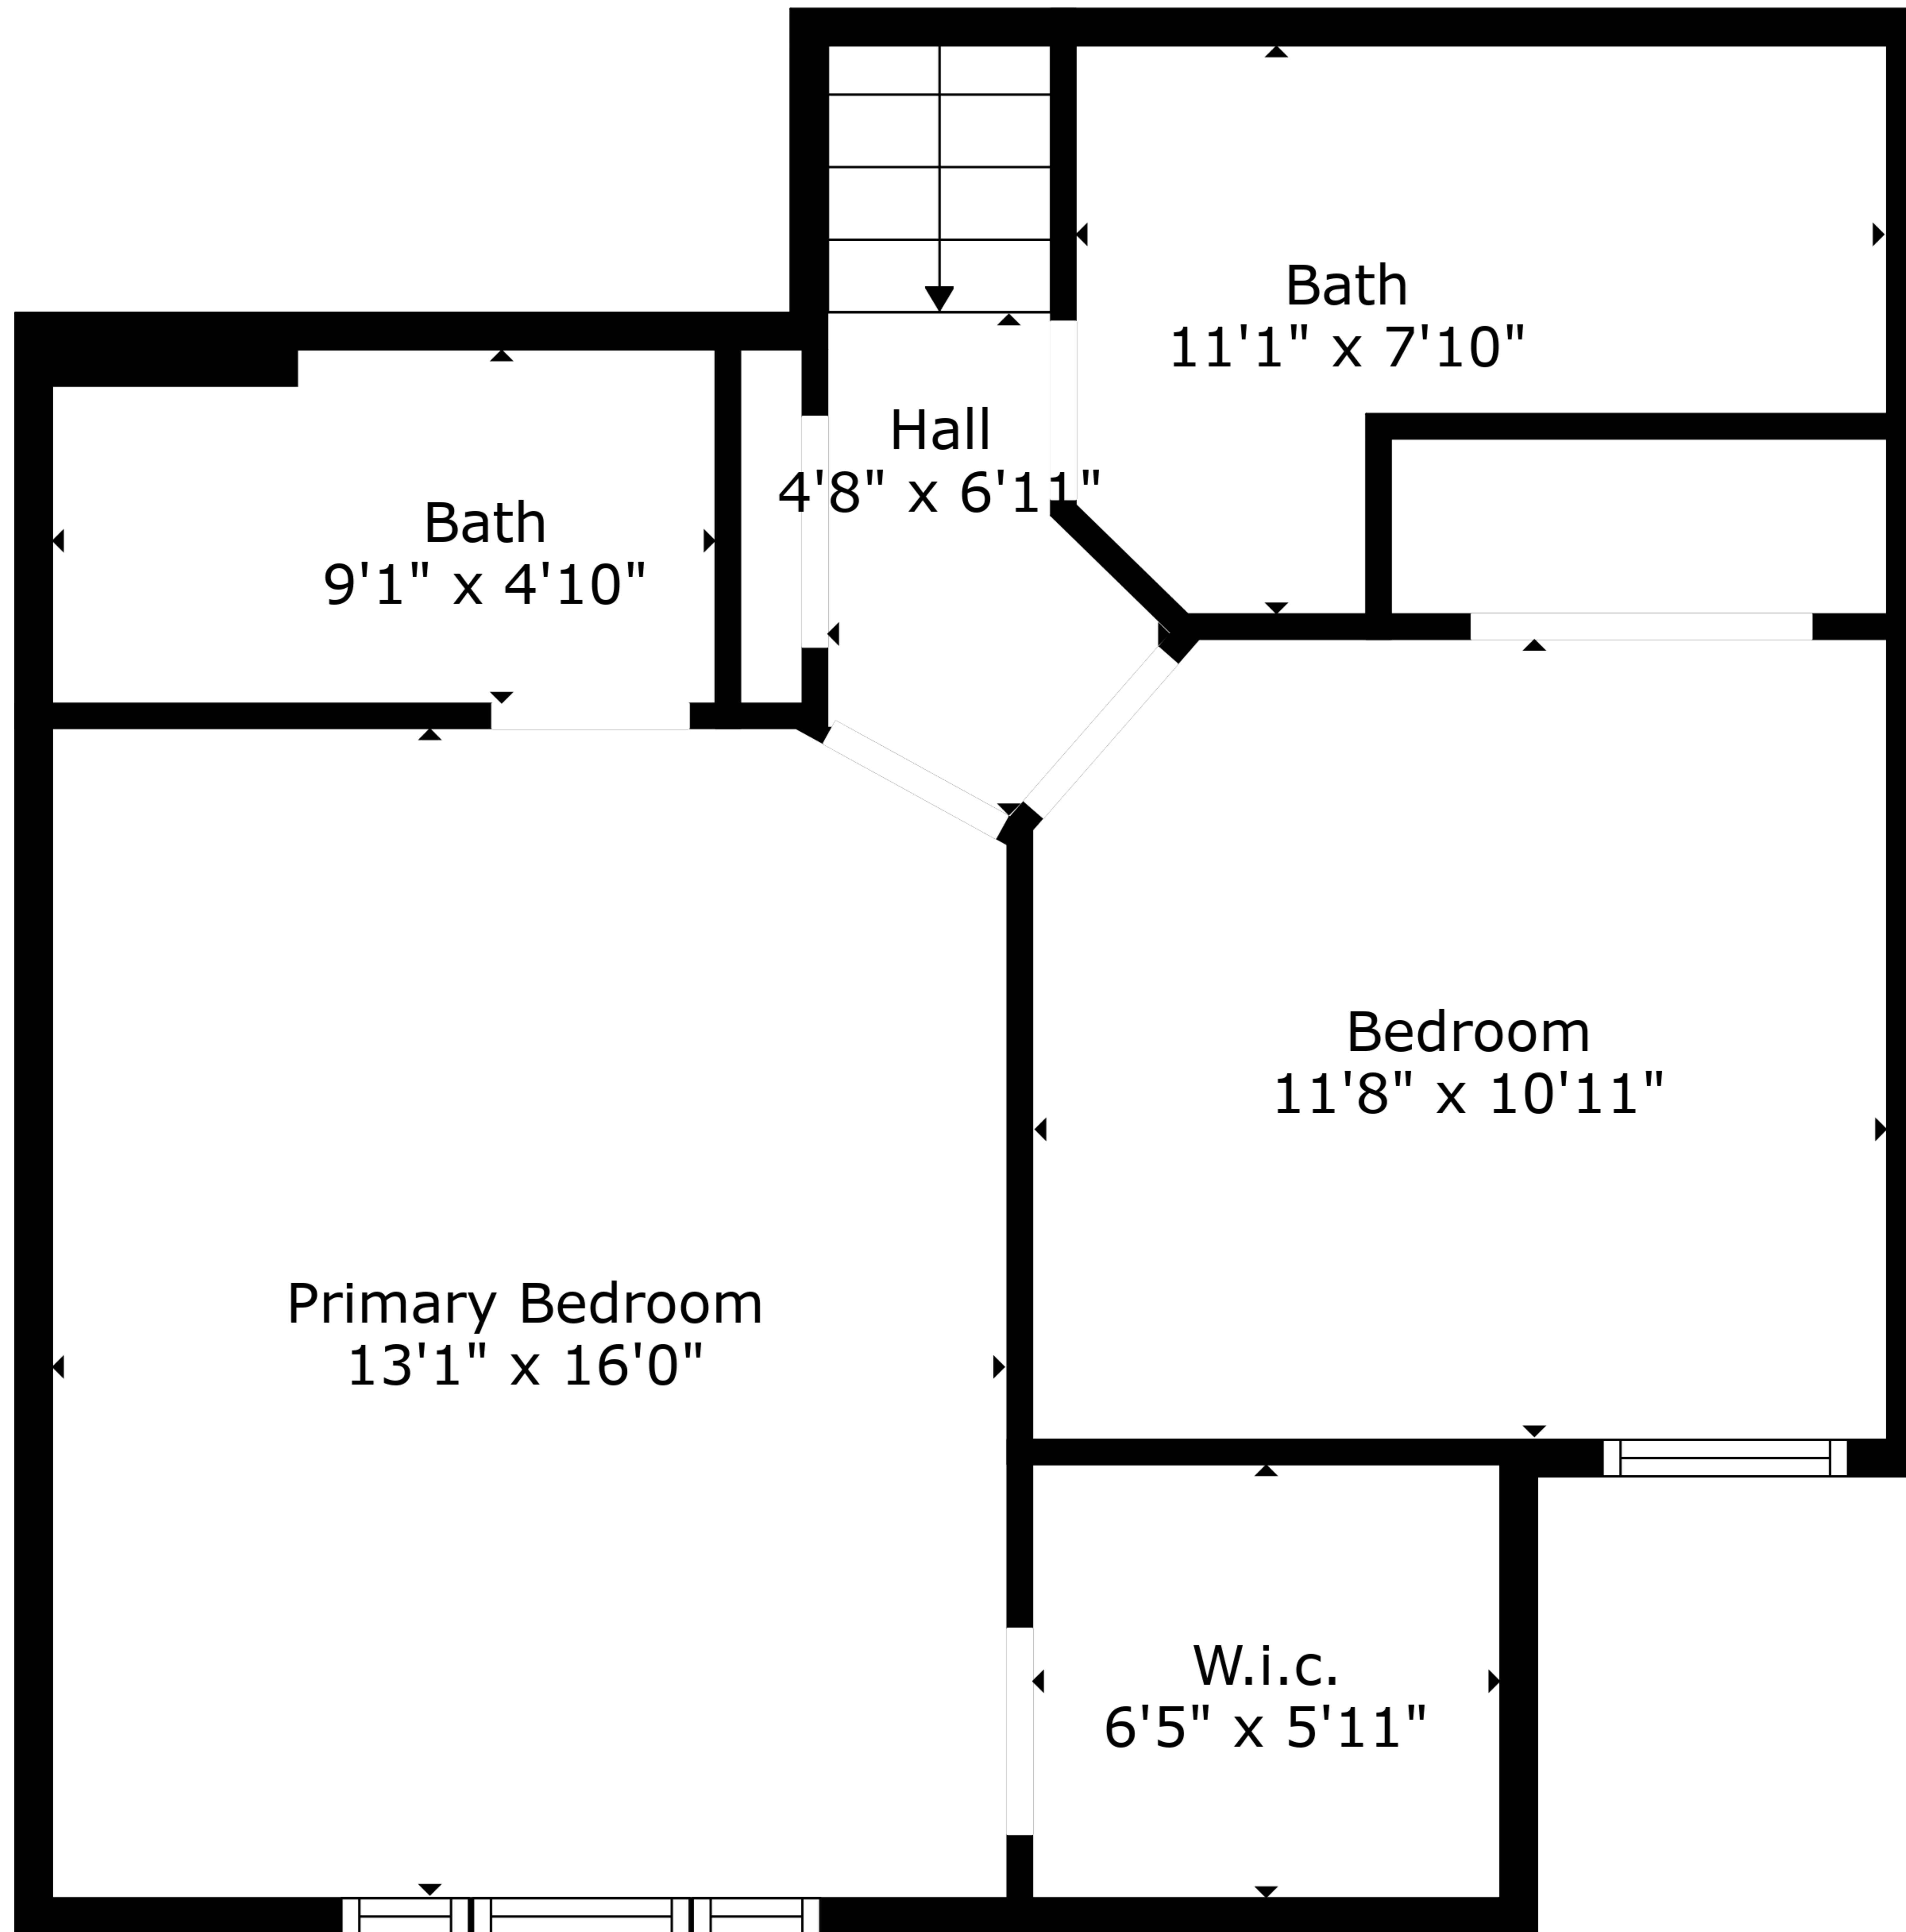 Bath
11'1" x 7'10"
Hall
4'8" x 6'11"
Bath
9'1" x 4'10"
Bedroom
11'8" x 10'11"
Primary Bedroom
13'1" x 16'0"
W.i.c.
6'5" x 5'11"